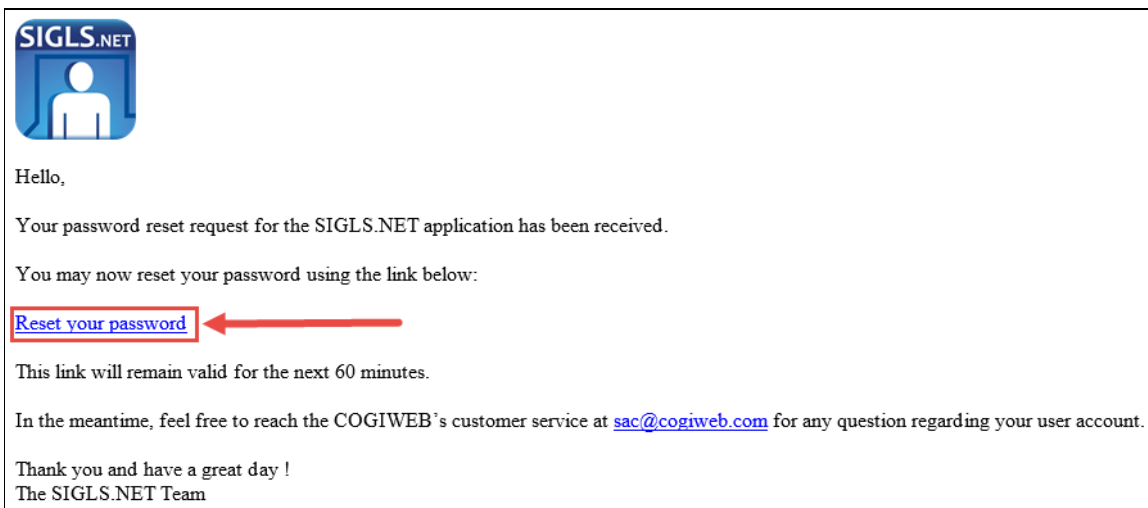 SIGLS.NET
Hello,
Your password reset request for the SIGLS.NET application has been received.
You may now reset your password using the link below:
Reset your password
This link will remain valid for the next 60 minutes.
In the meantime, feel free to reach the COGIWEB’s customer service at sac@cogiweb.com for any question regarding your user account.
Thank you and have a great day !
The SIGLS.NET Team